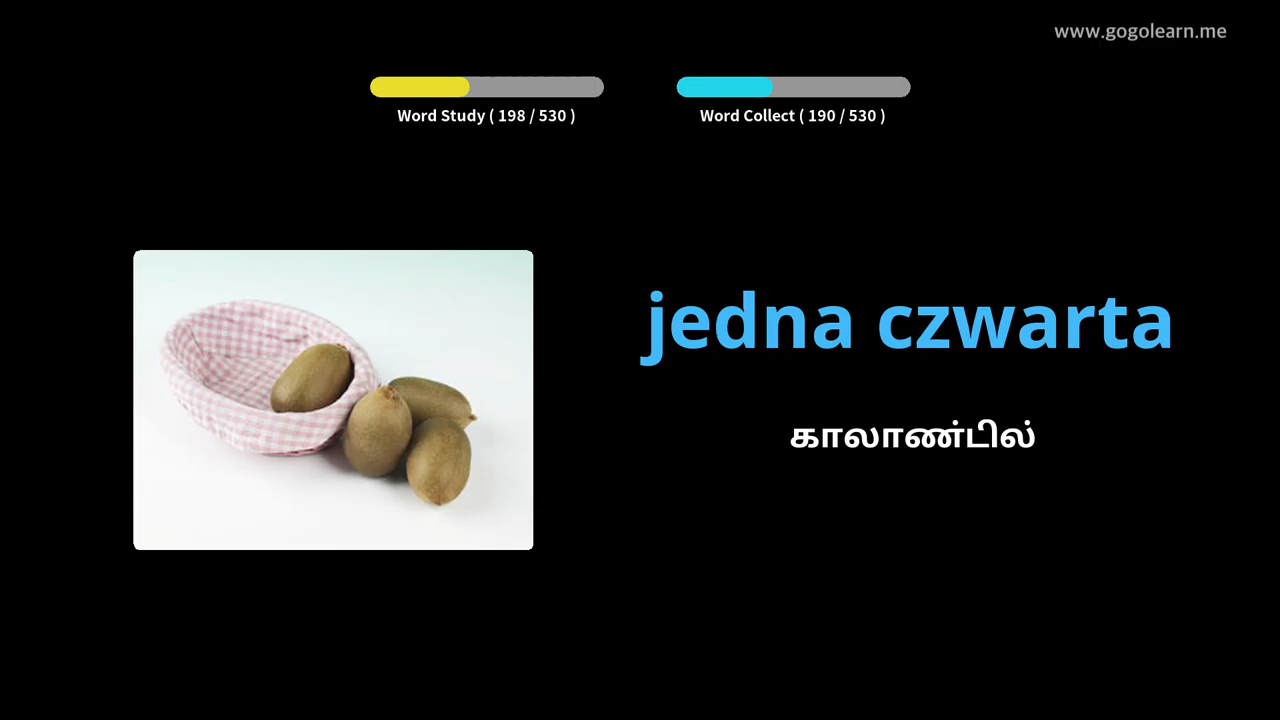 www.gogolearn.me
Word Study ( 198 / 530 )
Word Collect ( 190 / 530 )
jedna czwarta
காலாண்டில்